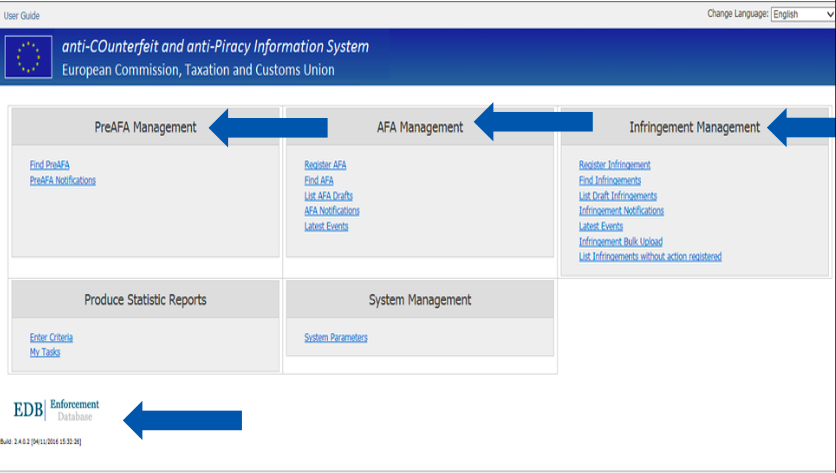 User Guide
Change Language: English
anti-COunterfeit and anti-Piracy Information System
European Commission, Taxation and Customs Union
PreAFA Management
Find PreAFA
PreAFA Notifications
AFA Management
Register AFA
Find AFA
List AFA Drafts
AFA Notifications
Latest Events
Infringement Management
Register Infringement
Find Infringements
List Draft Infringements
Infringement Notifications
Latest Events
Infringement Bulk Upload
List Infringements without action registered
Produce Statistic Reports
Enter Criteria
My Tasks
System Management
System Parameters
EDB Enforcement
Database
Build: 2.4.0.2 [04/11/2016 15:32:26]